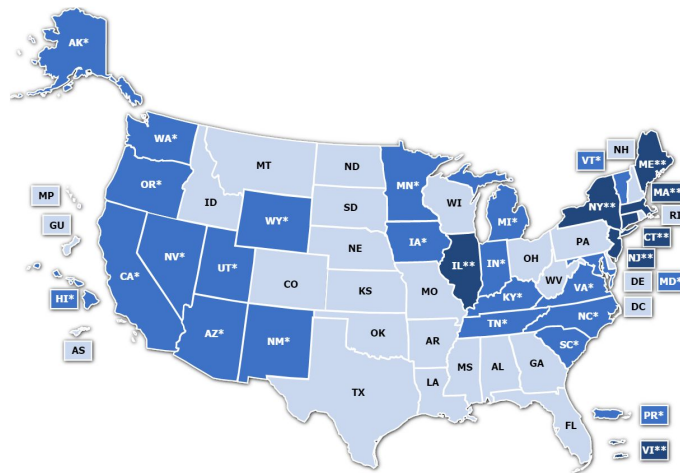 AK*
WA*
MT
ND
MN*
VT*
NH
ME**
OR*
ID
SD
WI
MI*
NY**
MA**
MP
WY*
RI
GU
NE
IA*
PA
CT**
NV*
UT*
IL**
IN*
OH
NJ**
CA*
CO
KS
MO
WV
VA*
DE
MD*
HI*
KY*
DC
AZ*
NM*
OK
AR
TN*
NC*
AS
SC*
MS
AL
GA
TX
LA
FL
PR*
VI**